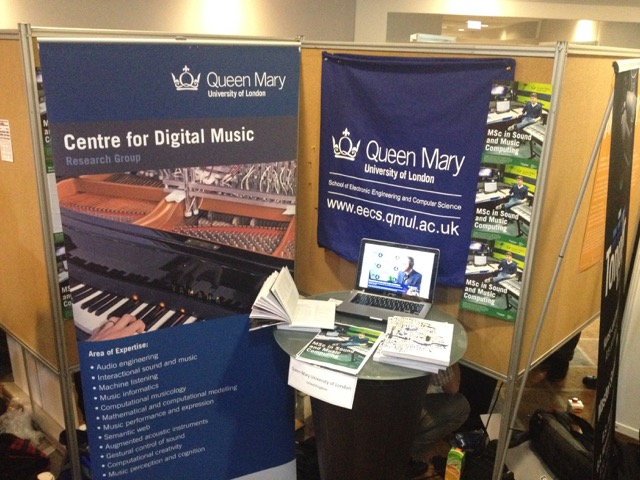 Queen Mary
University of London
Centre for Digital Music
Research Group
Area of Expertise:
• Audio engineering
• Interactional sound and music
• Machine listening
• Music informatics
• Computational musicology
• Mathematical and computational modelling
• Music performance and expression
• Semantic web
• Augmented acoustic instruments
• Gestural control of sound
• Computational creativity
• Music perception and cognition
Queen Mary
University of London
School of Electronic Engineering and Computer Science
www.eecs.qmul.ac.uk
MSc in Sound
and Music
Computing
MSc in Sound
and Music
Computing
MSc in Sound
and Music
Computing
MSc in Sound
and Music
Computing
Queen Mary University of London